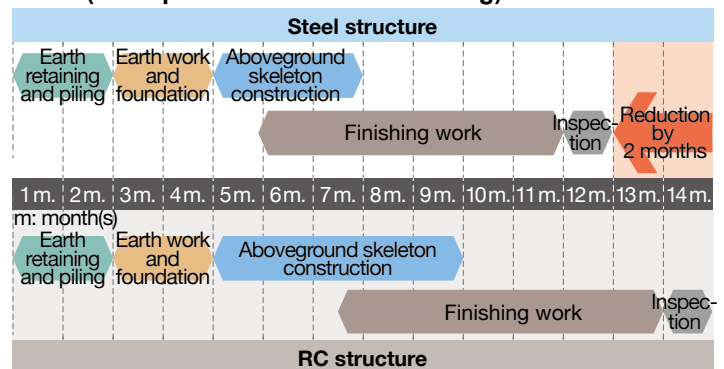 Steel structure
Earth
retaining
and piling
Earth work
and
foundation
Aboveground
skeleton
construction
Finishing work
Inspec-
tion
Reduction
by
2 months
1 m. 2 m. 3 m. 4 m. 5 m. 6 m. 7 m. 8 m. 9 m. 10 m. 11 m. 12 m. 13 m. 14 m.
m: month(s)
Earth
retaining
and piling
Earth work
and
foundation
Aboveground skeleton
construction
Finishing work
Inspec-
tion
RC structure